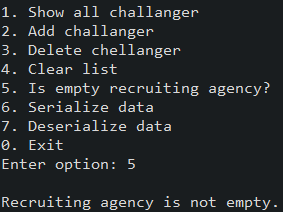 1. Show all challanger
2. Add challanger
3. Delete chellanger
4. Clear list
5. Is empty recruiting agency?
6. Serialize data
7. Deserialize data
0. Exit
Enter option: 5
Recruiting agency is not empty.